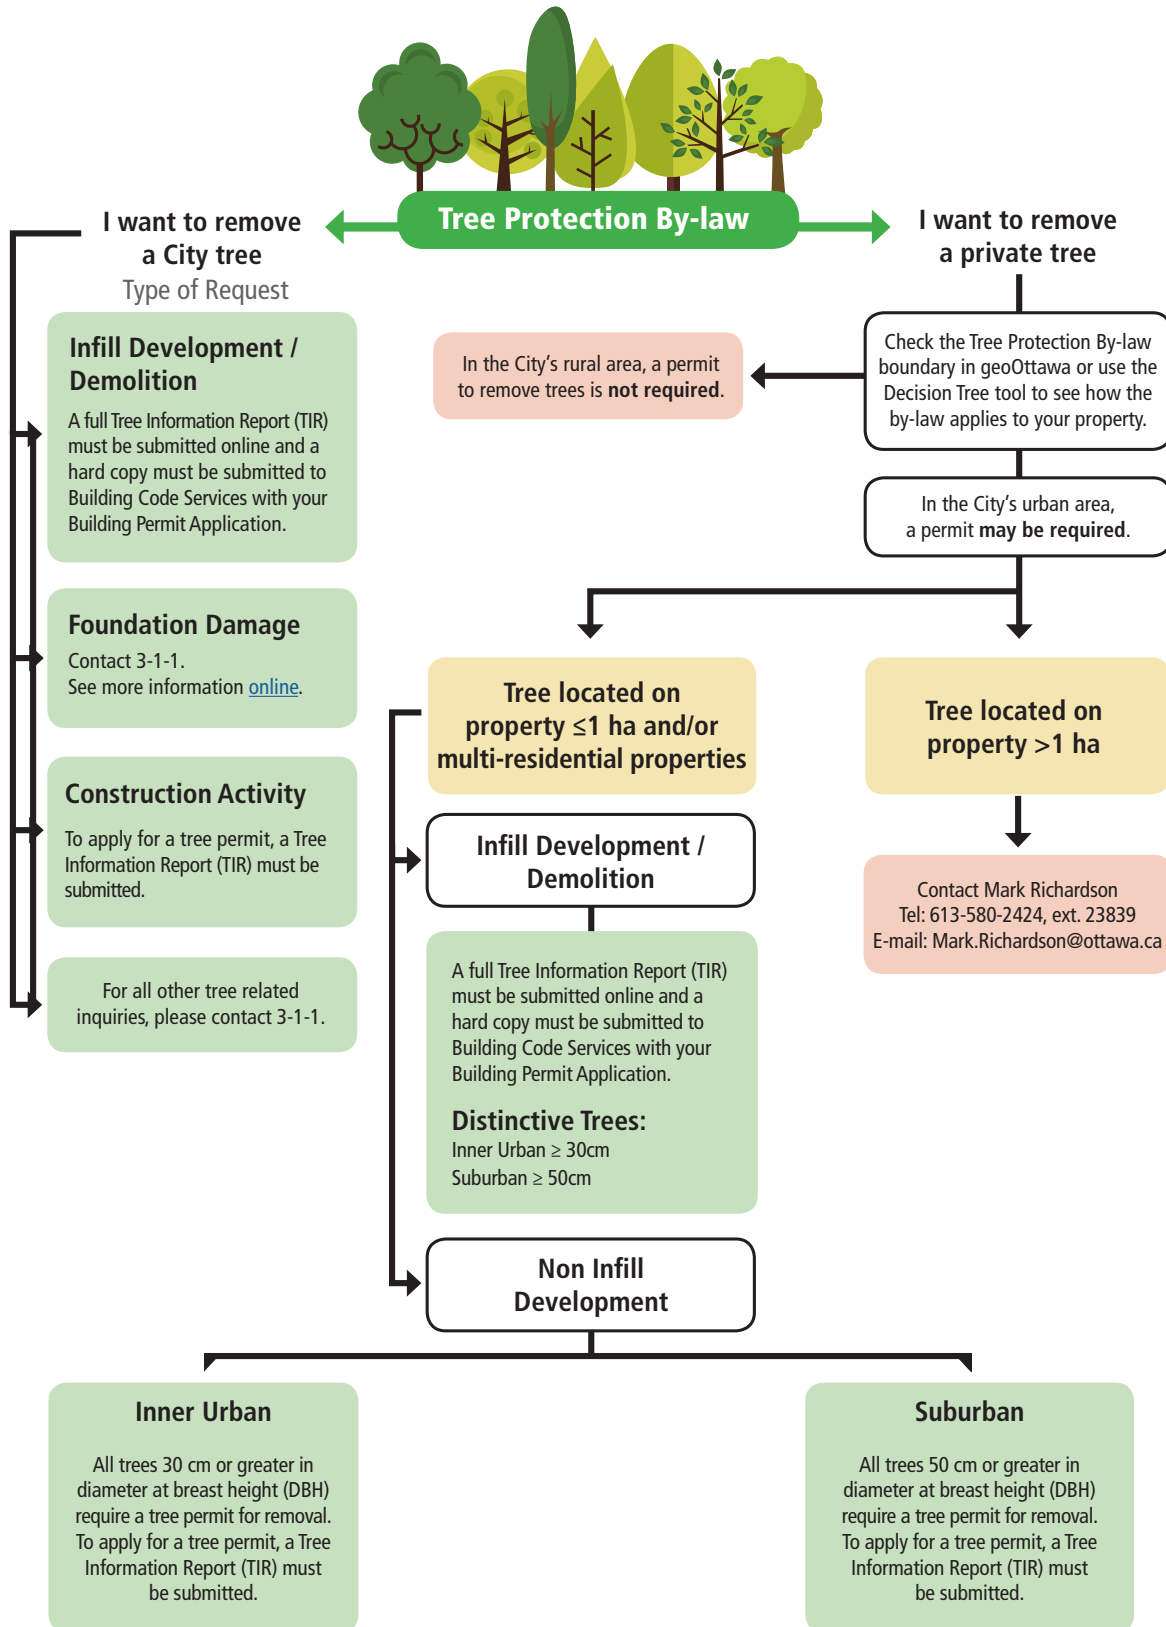 Tree Protection By-law
I want to remove
a City tree
Type of Request
Infill Development /
Demolition
A full Tree Information Report (TIR)
must be submitted online and a
hard copy must be submitted to
Building Code Services with your
Building Permit Application.
Foundation Damage
Contact 3-1-1.
See more information online.
Construction Activity
To apply for a tree permit, a Tree
Information Report (TIR) must be
submitted.
For all other tree related
inquiries, please contact 3-1-1.
I want to remove
a private tree
Check the Tree Protection By-law
boundary in geoOttawa or use the
Decision Tree tool to see how the
by-law applies to your property.
In the City's rural area, a permit
to remove trees is not required.
In the City's urban area,
a permit may be required.
Tree located on
property ≤1 ha and/or
multi-residential properties
Infill Development /
Demolition
A full Tree Information Report (TIR)
must be submitted online and a
hard copy must be submitted to
Building Code Services with your
Building Permit Application.
Distinctive Trees:
Inner Urban ≥ 30cm
Suburban ≥ 50cm
Tree located on
property >1 ha
Contact Mark Richardson
Tel: 613-580-2424, ext. 23839
E-mail: Mark.Richardson@ottawa.ca
Non Infill
Development
Inner Urban
All trees 30 cm or greater in
diameter at breast height (DBH)
require a tree permit for removal.
To apply for a tree permit, a Tree
Information Report (TIR) must
be submitted.
Suburban
All trees 50 cm or greater in
diameter at breast height (DBH)
require a tree permit for removal.
To apply for a tree permit, a Tree
Information Report (TIR) must
be submitted.